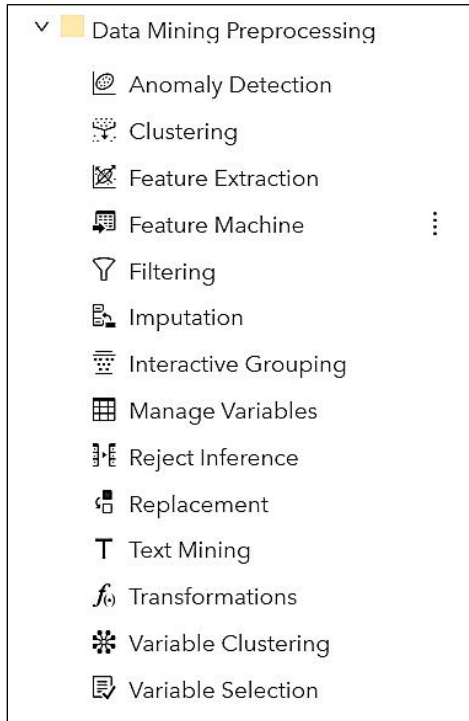 Data Mining Preprocessing
Anomaly Detection
Clustering
Feature Extraction
Feature Machine
Filtering
Imputation
Interactive Grouping
Manage Variables
Reject Inference
Replacement
Text Mining
Transformations
Variable Clustering
Variable Selection